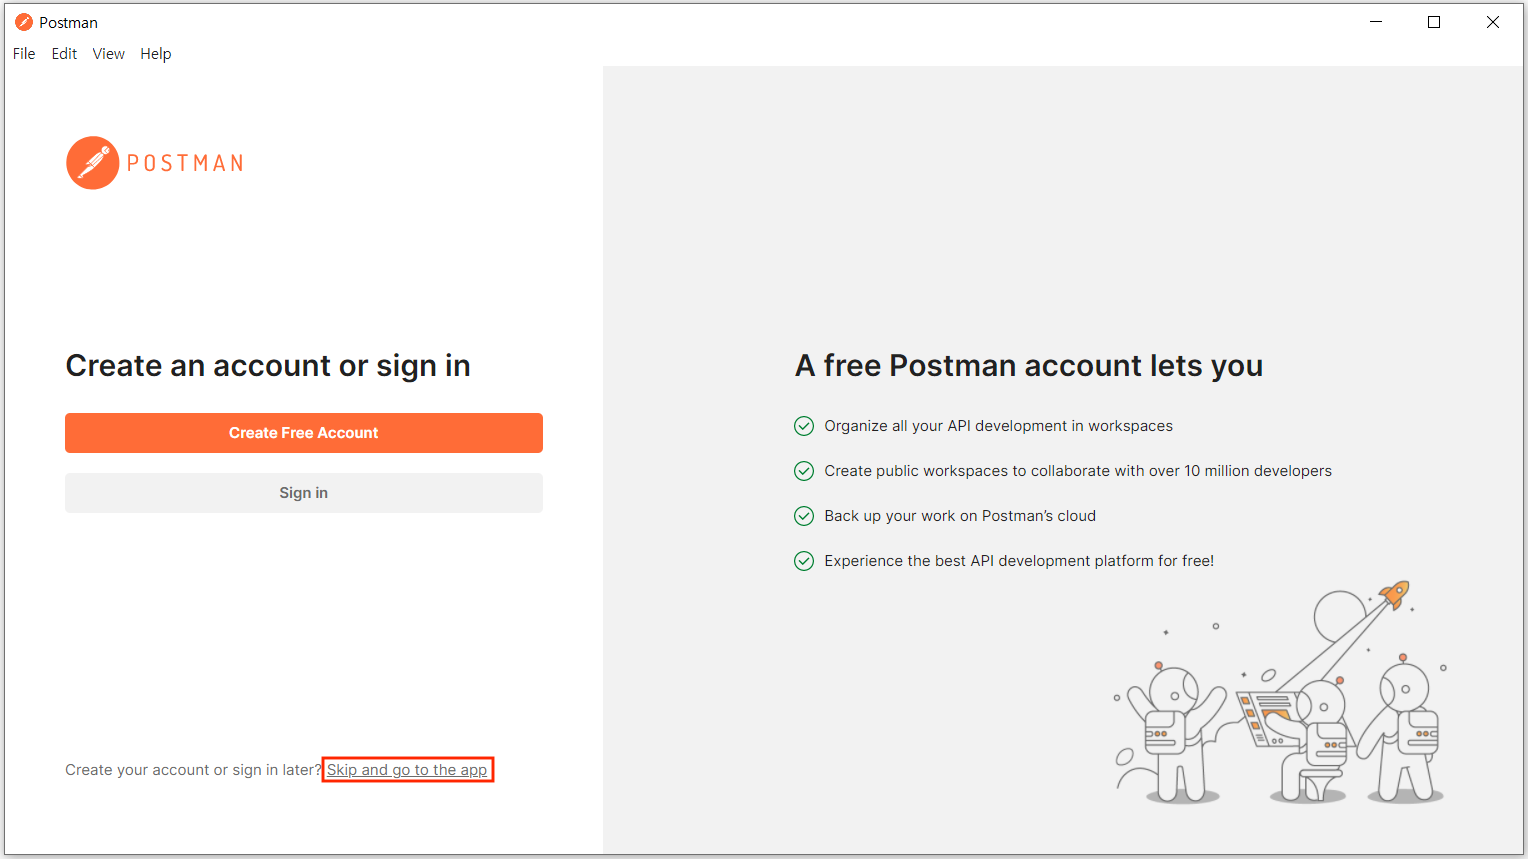 Postman
File Edit View Help
POSTMAN
Create an account or sign in
Create Free Account
Sign in
Create your account or sign in later? Skip and go to the app
A free Postman account lets you
Organize all your API development in workspaces
Create public workspaces to collaborate with over 10 million developers
Back up your work on Postman's cloud
Experience the best API development platform for free!